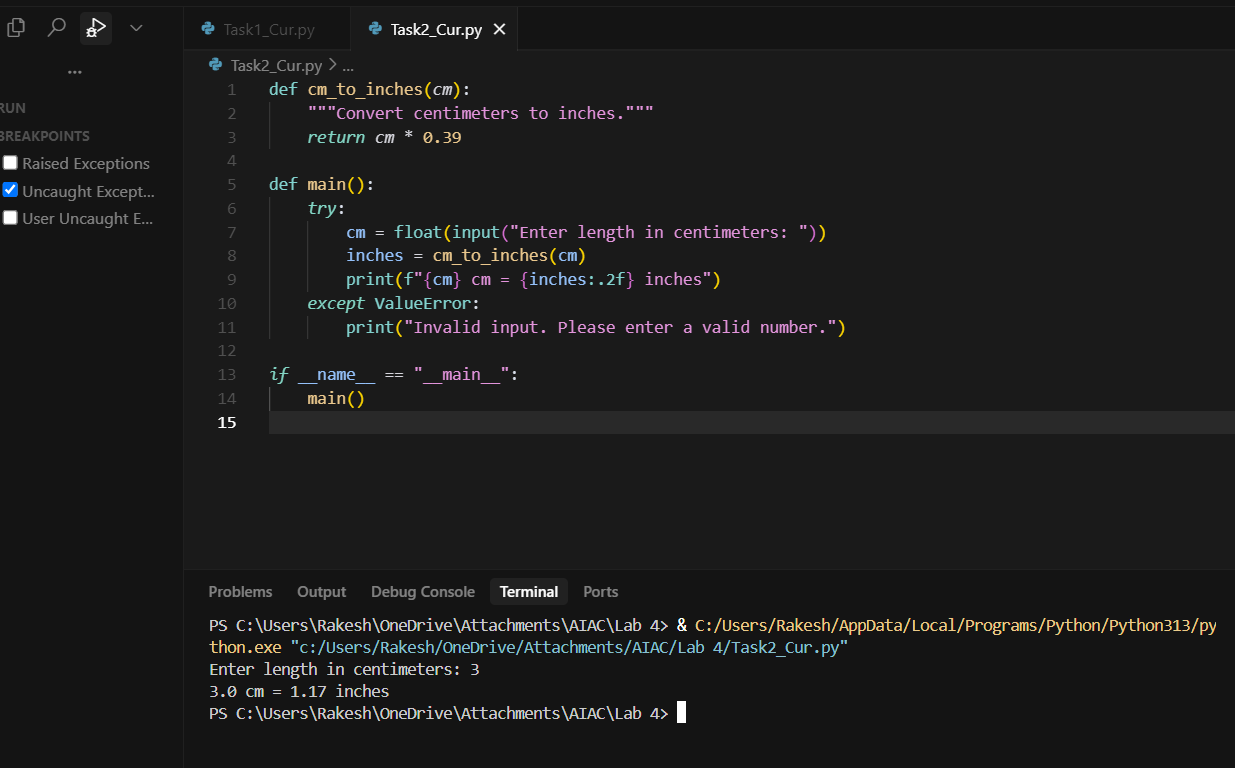 Task1_Cur.py
Task2_Cur.py
...
Task2_Cur.py > ...
RUN
BREAKPOINTS
Raised Exceptions
Uncaught Except...
User Uncaught E...
1 def cm_to_inches(cm):
2     """Convert centimeters to inches."""
3     return cm * 0.39
4
5 def main():
6     try:
7         cm = float(input("Enter length in centimeters: "))
8         inches = cm_to_inches(cm)
9         print(f"{cm} cm = {inches:.2f} inches")
10     except ValueError:
11         print("Invalid input. Please enter a valid number.")
12
13 if __name__ == "__main__":
14     main()
15
Problems Output Debug Console Terminal Ports
PS C:\Users\Rakesh\OneDrive\Attachments\AIAC\Lab 4> & C:/Users/Rakesh/AppData/Local/Programs/Python/Python313/py
thon.exe "c:/Users/Rakesh/OneDrive/Attachments/AIAC/Lab 4/Task2_Cur.py"
Enter length in centimeters: 3
3.0 cm = 1.17 inches
PS C:\Users\Rakesh\OneDrive\Attachments\AIAC\Lab 4>